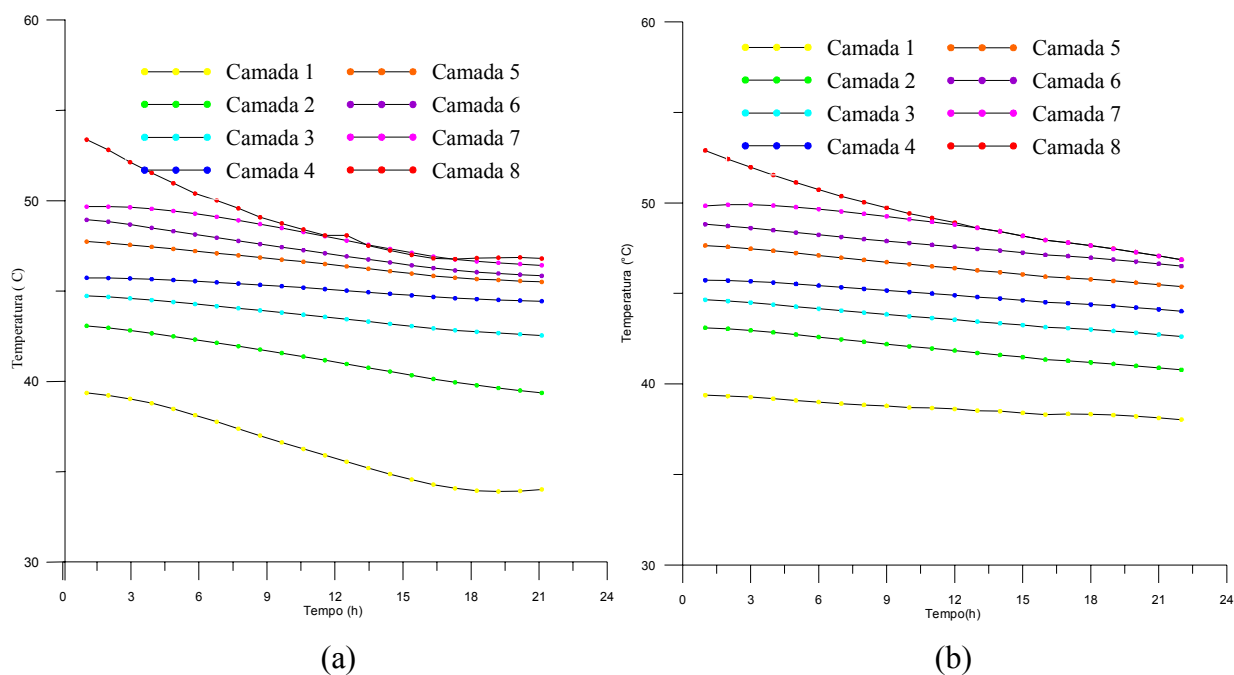 60
50
40
30
Temperatura (°C)
Camada 1
Camada 2
Camada 3
Camada 4
Camada 5
Camada 6
Camada 7
Camada 8
0 3 6 9 12 15 18 21 24
Tempo (h)
(a)
60
50
40
30
Temperatura (°C)
Camada 1
Camada 2
Camada 3
Camada 4
Camada 5
Camada 6
Camada 7
Camada 8
0 3 6 9 12 15 18 21 24
Tempo(h)
(b)